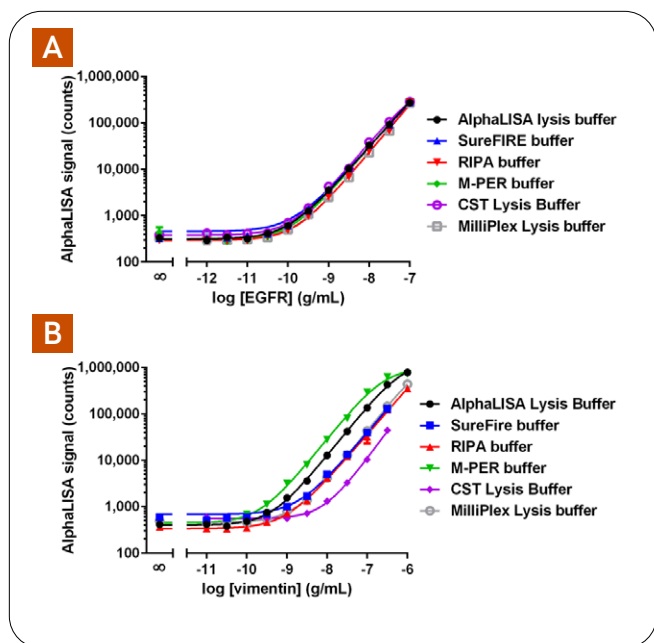 A
AlphaLISA signal (counts)
1,000,000
100,000
10,000
1,000
100
∞
-12
-11
-10
-9
-8
-7
log [EGFR] (g/mL)
AlphaLISA lysis buffer
SureFIRE buffer
RIPA buffer
M-PER buffer
CST Lysis Buffer
MilliPlex Lysis buffer
B
AlphaLISA signal (counts)
1,000,000
100,000
10,000
1,000
100
∞
-11
-10
-9
-8
-7
-6
log [vimentin] (g/mL)
AlphaLISA Lysis Buffer
SureFire buffer
RIPA buffer
M-PER buffer
CST Lysis Buffer
MilliPlex Lysis buffer